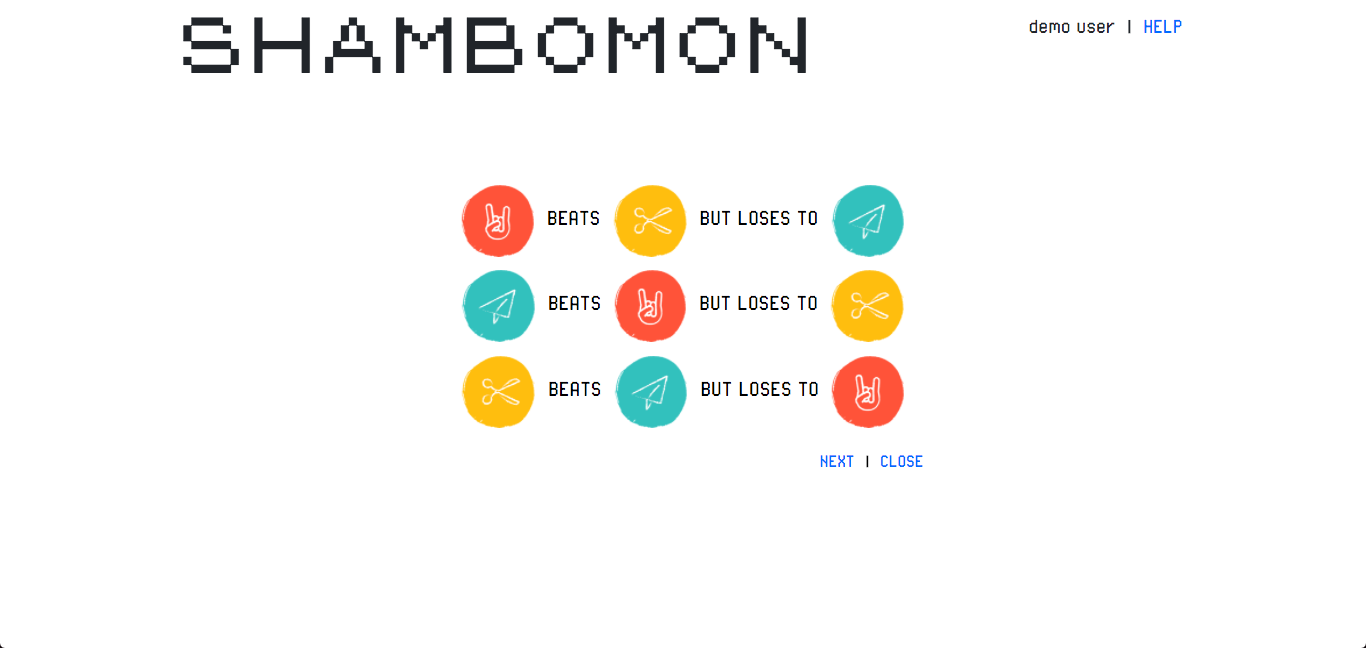 SHAMBOMON
demo user | HELP
BEATS BUT LOSES TO
BEATS BUT LOSES TO
BEATS BUT LOSES TO
NEXT | CLOSE